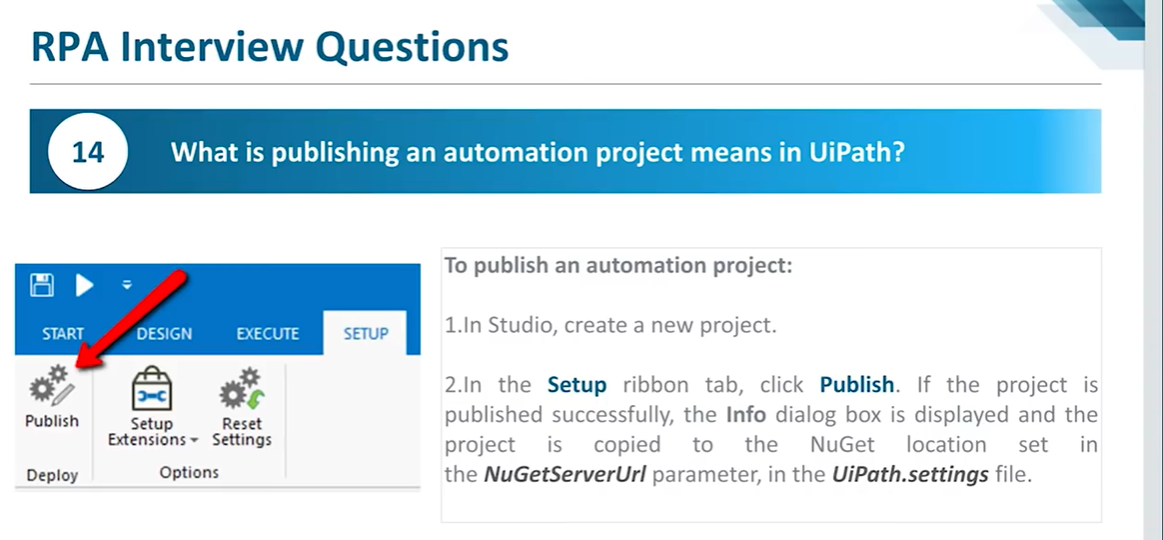 RPA Interview Questions
14
What is publishing an automation project means in UiPath?
START DESIGN EXECUTE SETUP
Publish
Setup Extensions
Reset Settings
Deploy
Options
To publish an automation project:
1.In Studio, create a new project.
2.In the Setup ribbon tab, click Publish. If the project is
published successfully, the Info dialog box is displayed and the
project is copied to the NuGet location set in
the NuGetServerUrl parameter, in the UiPath.settings file.